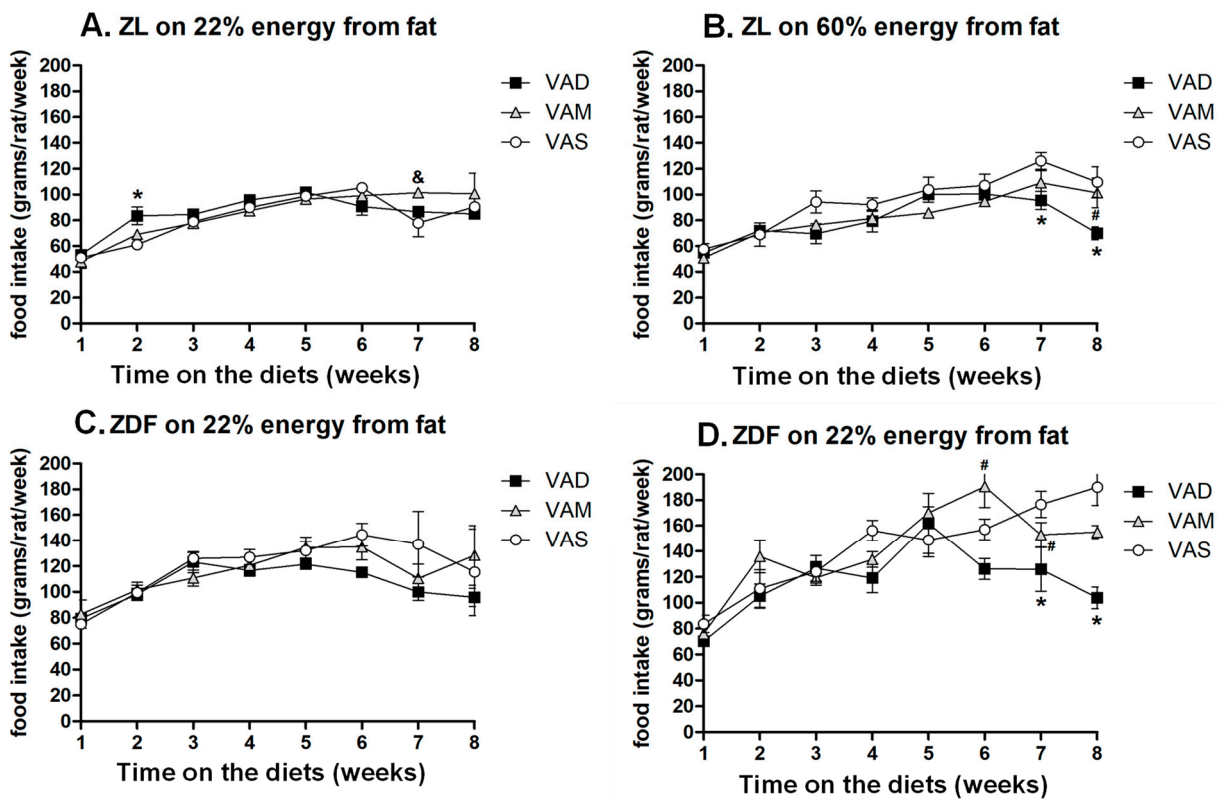 A. ZL on 22% energy from fat
food intake (grams/rat/week)
200
180
160
140
120
100
80
60
40
20
0
*
&
VAD
VAM
VAS
1 2 3 4 5 6 7 8
Time on the diets (weeks)
B. ZL on 60% energy from fat
food intake (grams/rat/week)
200
180
160
140
120
100
80
60
40
20
0
#
*
*
VAD
VAM
VAS
1 2 3 4 5 6 7 8
Time on the diets (weeks)
C. ZDF on 22% energy from fat
food intake (grams/rat/week)
200
180
160
140
120
100
80
60
40
20
0
VAD
VAM
VAS
1 2 3 4 5 6 7 8
Time on the diets (weeks)
D. ZDF on 22% energy from fat
food intake (grams/rat/week)
200
180
160
140
120
100
80
60
40
20
0
#
#
*
*
VAD
VAM
VAS
1 2 3 4 5 6 7 8
Time on the diets (weeks)